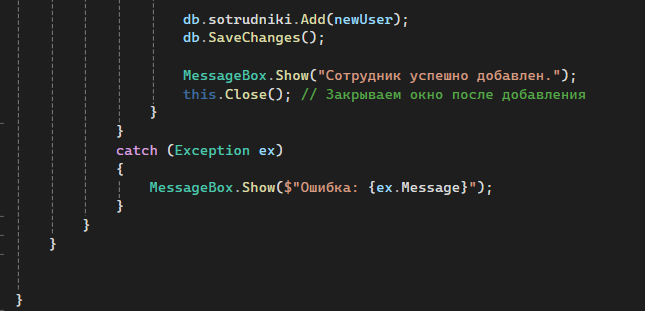 db.sotrudniki.Add(newUser);
db.SaveChanges();
MessageBox.Show("Сотрудник успешно добавлен.");
this.Close(); // Закрываем окно после добавления
}
}
catch (Exception ex)
{
MessageBox.Show($"Ошибка: {ex.Message}");
}
}
}
}